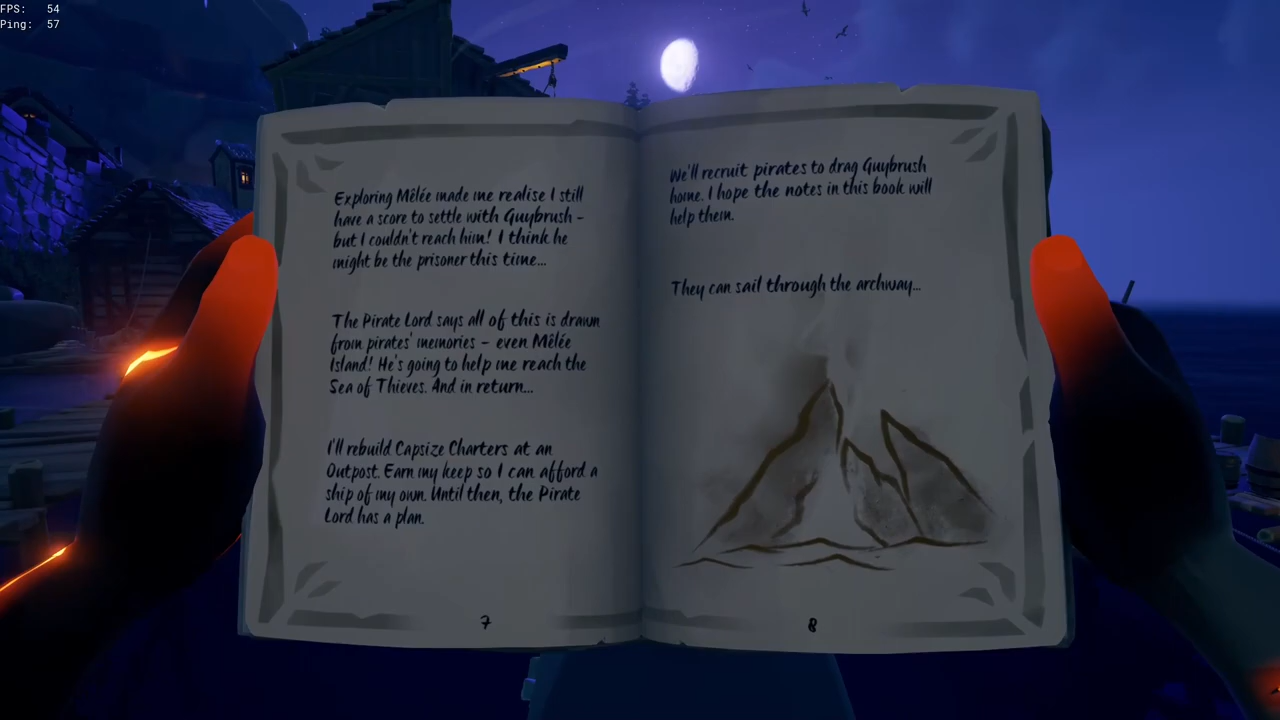 FPS: 54
Ping: 57
Exploring Mêlée made me realise I still
have a score to settle with Guybrush -
but I couldn't reach him! I think he
might be the prisoner this time...
The Pirate Lord says all of this is drawn
from pirates' memories - even Mêlée
Island! He's going to help me reach the
Sea of Thieves. And in return...
I'll rebuild Capsize Charters at an
Outpost. Earn my keep so I can afford a
ship of my own. Until then, the Pirate
Lord has a plan.
7
We'll recruit pirates to drag Guybrush
home. I hope the notes in this book will
help them.
They can sail through the archway...
8